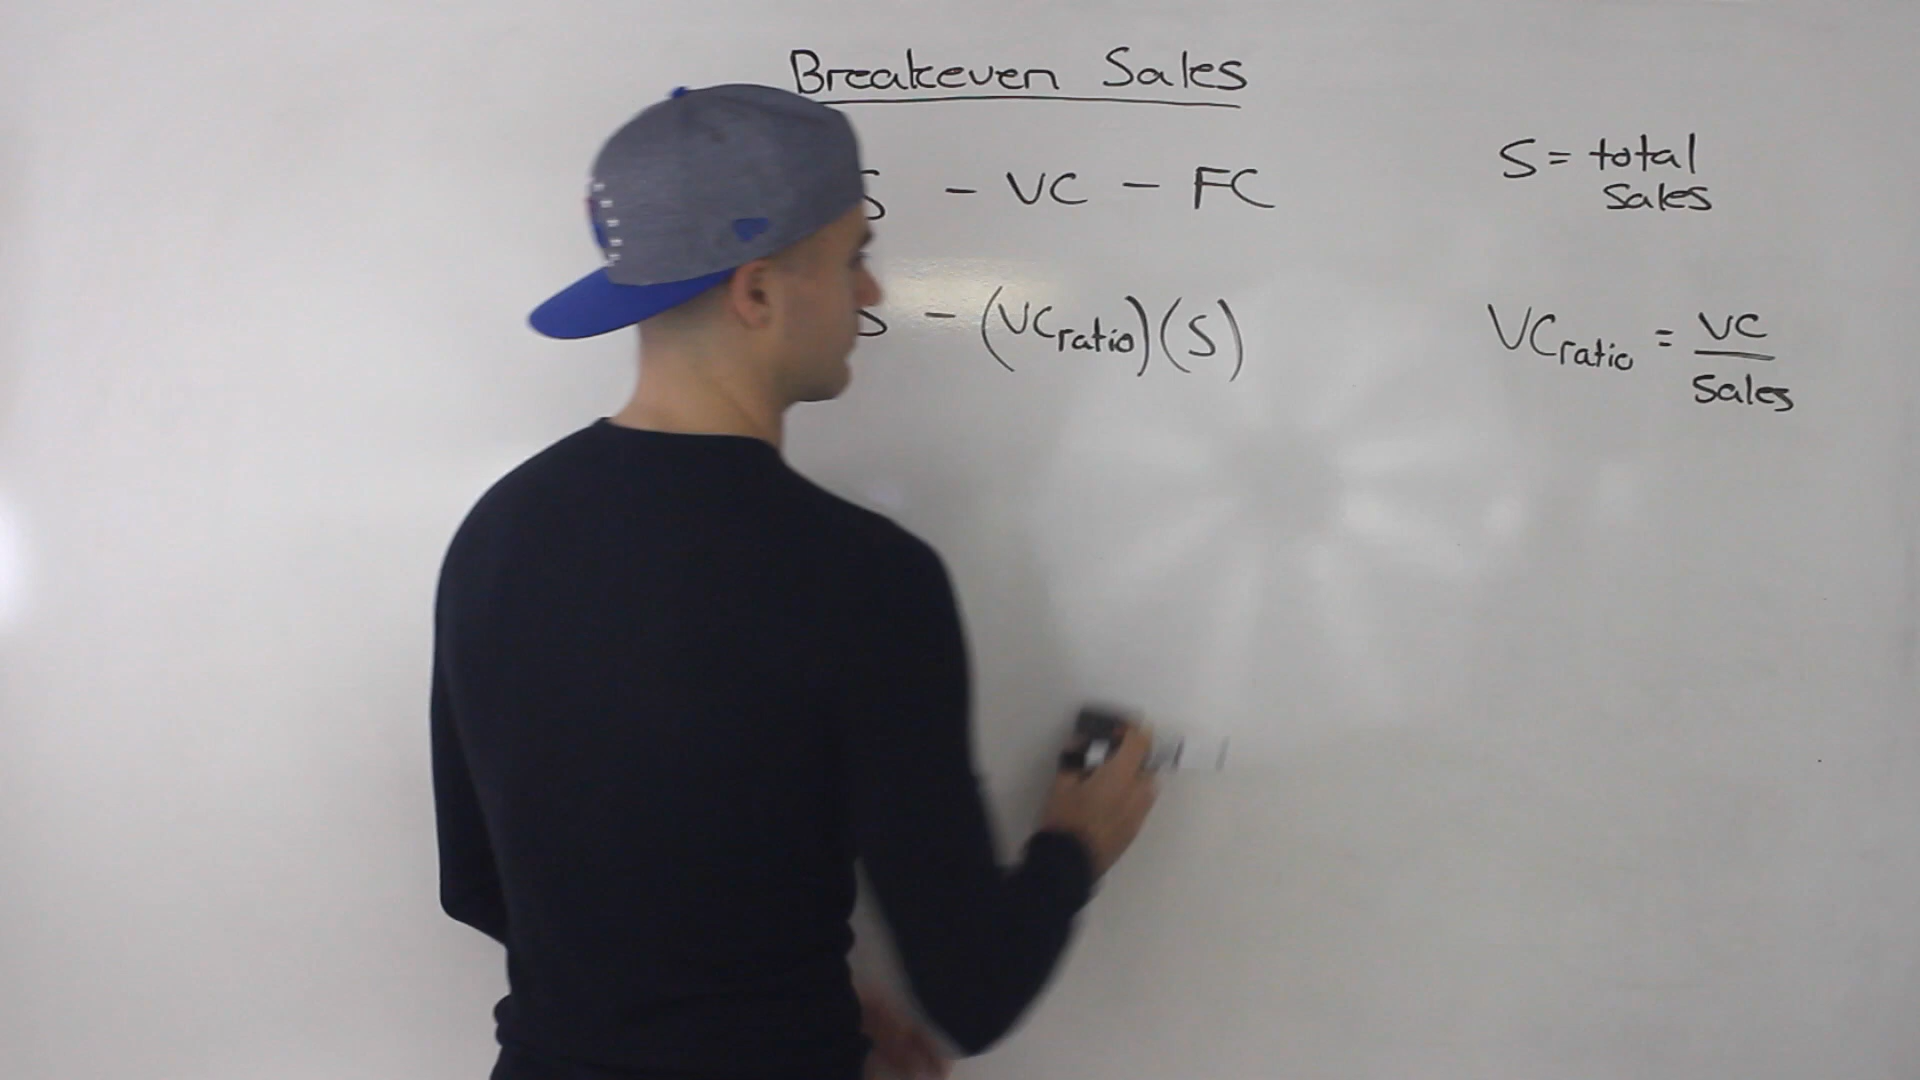 Breakeven Sales
S - VC - FC
S - (VCratio)(S)
S = total
sales
VCratio = VC
Sales